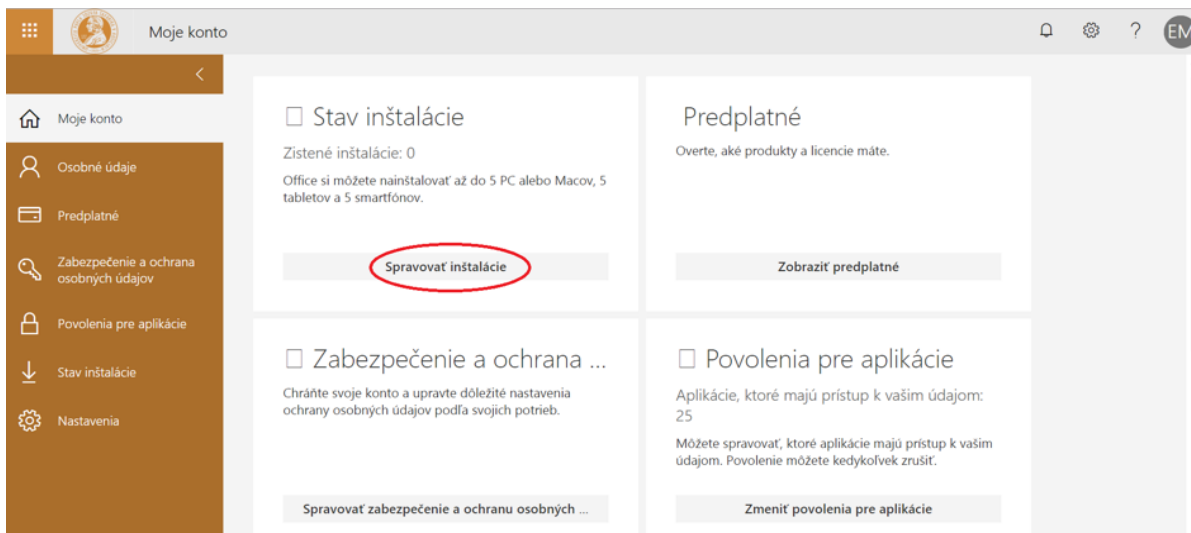 Moje konto
EM
Moje konto
Osobné údaje
Predplatné
Zabezpečenie a ochrana
osobných údajov
Povolenia pre aplikácie
Stav inštalácie
Nastavenia
Stav inštalácie
Zistené inštalácie: 0
Office si môžete nainštalovať až do 5 PC alebo Macov, 5
tabletov a 5 smartfónov.
Spravovať inštalácie
Predplatné
Overte, aké produkty a licencie máte.
Zobraziť predplatné
Zabezpečenie a ochrana ...
Chráňte svoje konto a upravte dôležité nastavenia
ochrany osobných údajov podľa svojich potrieb.
Spravovať zabezpečenie a ochranu osobných ...
Povolenia pre aplikácie
Aplikácie, ktoré majú prístup k vašim údajom:
25
Môžete spravovať, ktoré aplikácie majú prístup k vašim
údajom. Povolenie môžete kedykoľvek zrušiť.
Zmeniť povolenia pre aplikácie